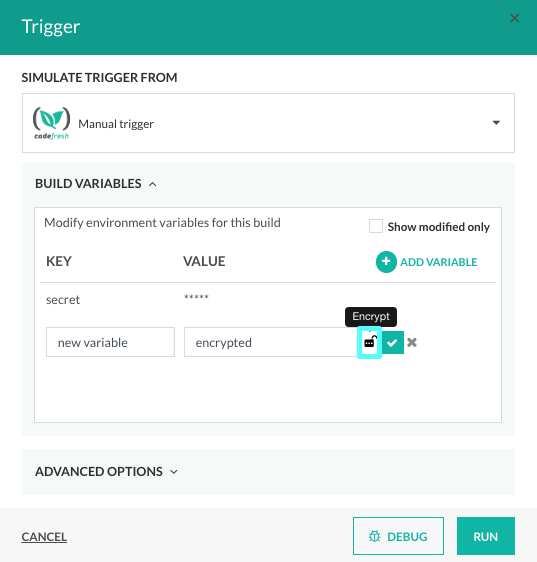 Trigger
SIMULATE TRIGGER FROM
codefresh
Manual trigger
BUILD VARIABLES
Modify environment variables for this build
Show modified only
KEY
VALUE
ADD VARIABLE
secret
*****
Encrypt
new variable
encrypted
ADVANCED OPTIONS
CANCEL
DEBUG
RUN